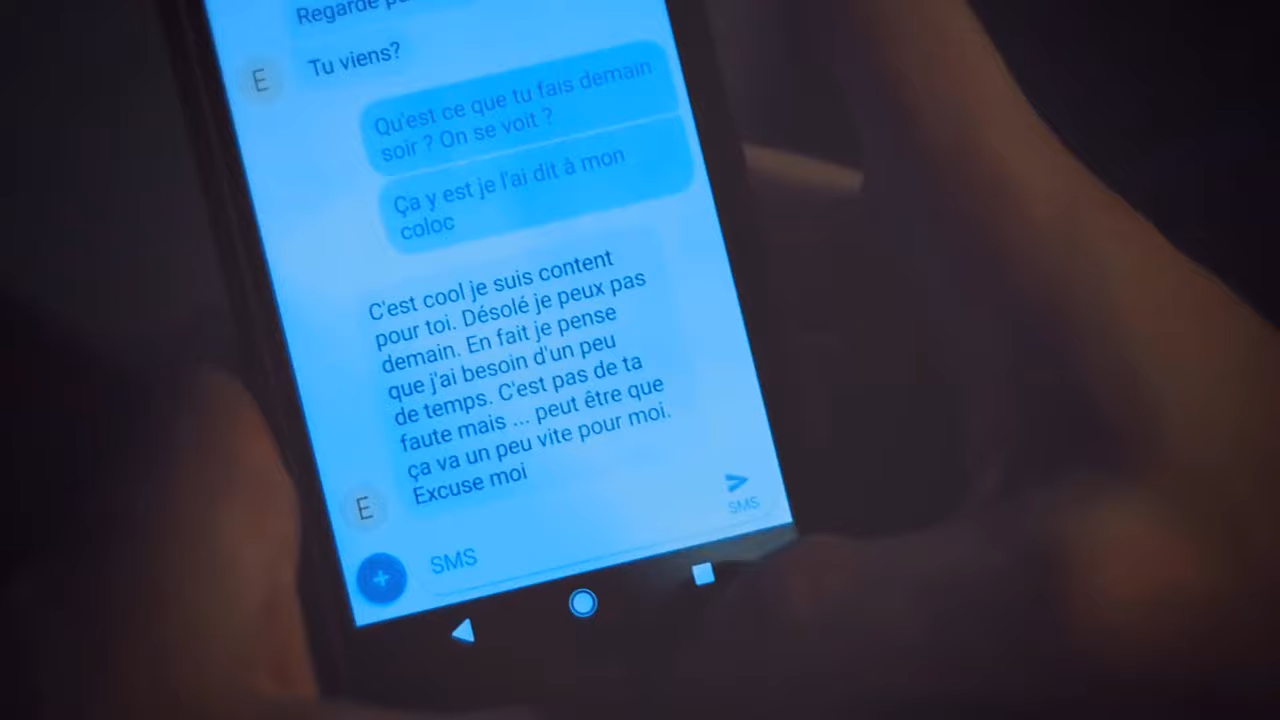 Regarde
E
Tu viens?
Qu'est ce que tu fais demain
soir ? On se voit ?
Ça y est je l'ai dit à mon
coloc
C'est cool je suis content
pour toi. Désolé je peux pas
demain. En fait je pense
que j'ai besoin d'un peu
de temps. C'est pas de ta
faute mais ... peut être que
ça va un peu vite pour moi.
Excuse moi
E
SMS
SMS